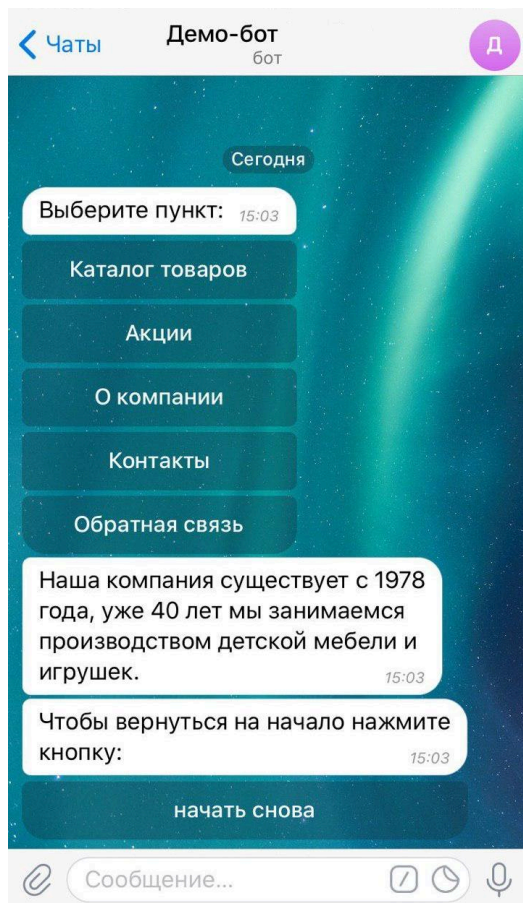 Чаты
Демо-бот
бот
Д
Сегодня
Выберите пункт: 15:03
Каталог товаров
Акции
О компании
Контакты
Обратная связь
Наша компания существует с 1978
года, уже 40 лет мы занимаемся
производством детской мебели и
игрушек. 15:03
Чтобы вернуться на начало нажмите
кнопку: 15:03
начать снова
Сообщение...